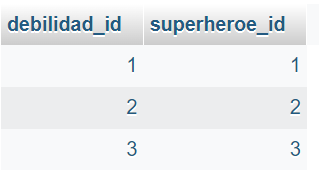 debilidad_id superheroe_id
1 1
2 2
3 3